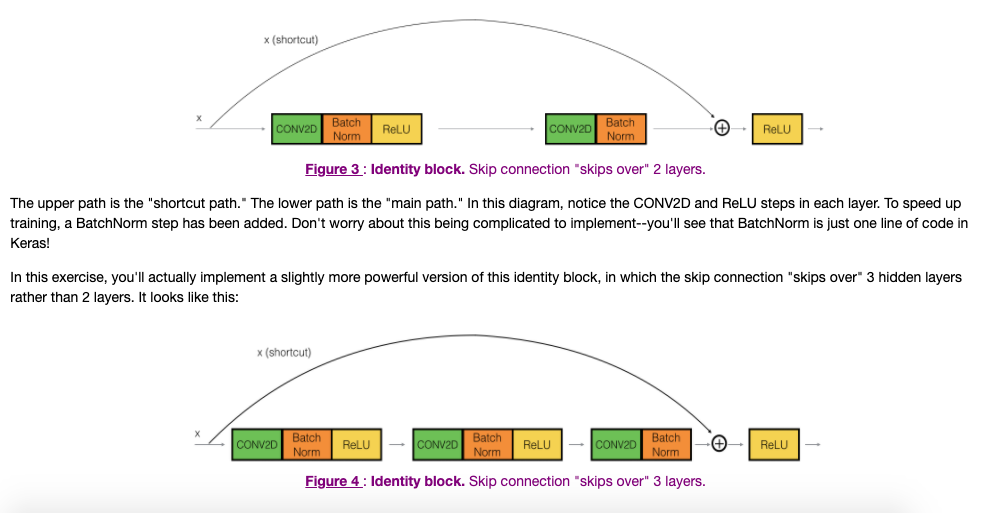 x (shortcut)
x
CONV2D Batch Norm ReLU CONV2D Batch Norm ReLU
Figure 3 : Identity block. Skip connection "skips over" 2 layers.
The upper path is the "shortcut path." The lower path is the "main path." In this diagram, notice the CONV2D and ReLU steps in each layer. To speed up
training, a BatchNorm step has been added. Don't worry about this being complicated to implement--you'll see that BatchNorm is just one line of code in
Keras!
In this exercise, you'll actually implement a slightly more powerful version of this identity block, in which the skip connection "skips over" 3 hidden layers
rather than 2 layers. It looks like this:
x (shortcut)
x
CONV2D Batch Norm ReLU CONV2D Batch Norm ReLU CONV2D Batch Norm ReLU
Figure 4 : Identity block. Skip connection "skips over" 3 layers.